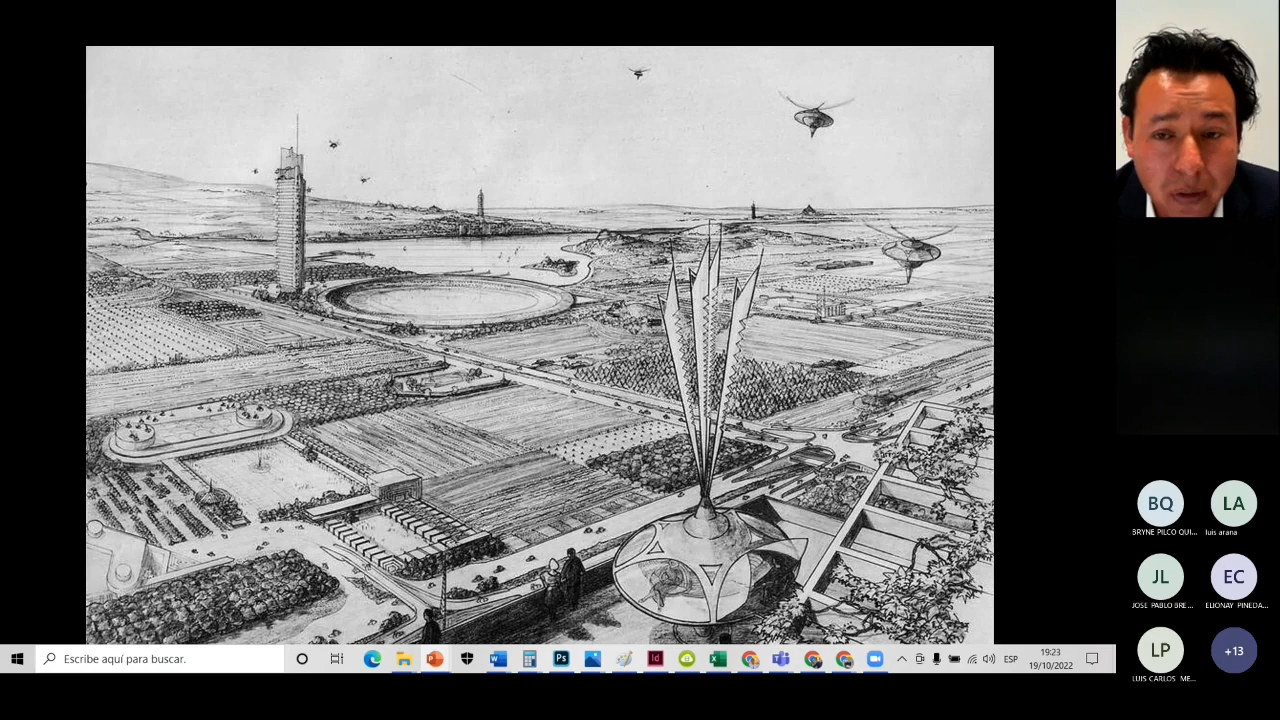 BQ
LA
BRYNE PILCO QUI...
luis arana
JL
EC
JOSE PABLO BRE...
ELIONAY PINEDA...
LP
+13
LUIS CARLOS ME...
Escribe aquí para buscar.
ESP
19:23
19/10/2022